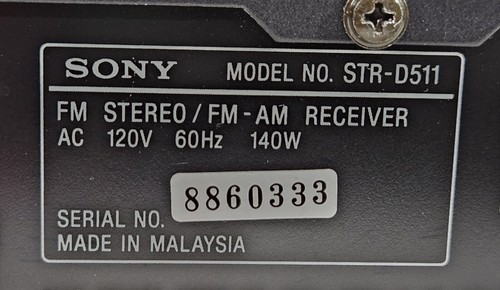 SONY MODEL NO. STR-D511
FM STEREO / FM-AM RECEIVER
AC 120V 60Hz 140W
8860333
SERIAL NO.
MADE IN MALAYSIA